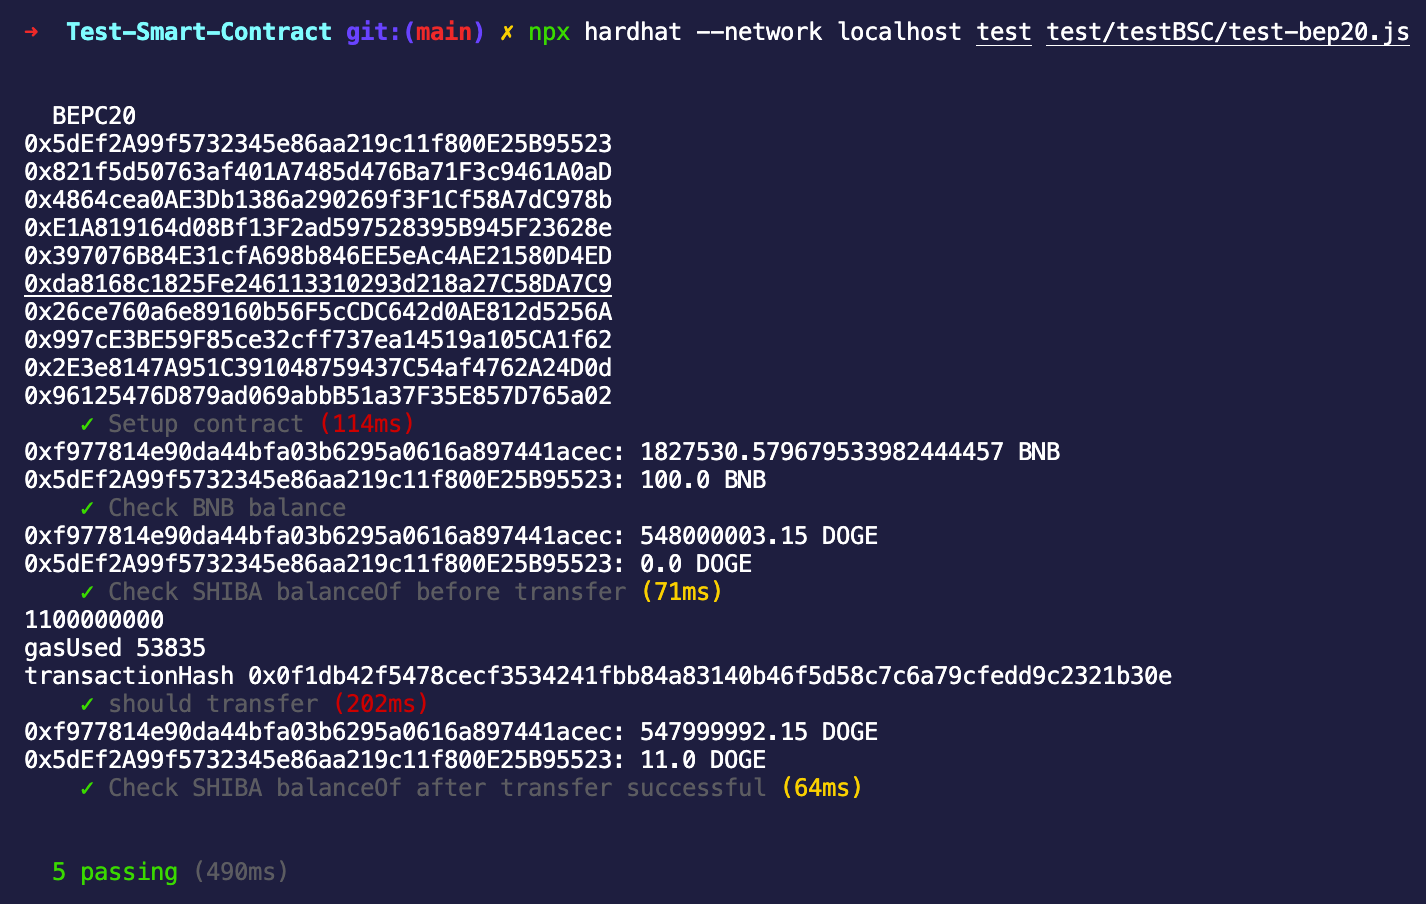 ➜ Test-Smart-Contract git:(main) ✗ npx hardhat --network localhost test test/testBSC/test-bep20.js
BEPC20
0x5dEf2A99f5732345e86aa219c11f800E25B95523
0x821f5d50763af401A7485d476Ba71F3c9461A0aD
0x4864cea0AE3Db1386a290269f3F1Cf58A7dC978b
0xE1A819164d08Bf13F2ad597528395B945F23628e
0x397076B84E31cfA698b846EE5eAc4AE21580D4ED
0xda8168c1825Fe246113310293d218a27C58DA7C9
0x26ce760a6e89160b56F5cCDC642d0AE812d5256A
0x997cE3BE59F85ce32cff737ea14519a105CA1f62
0x2E3e8147A951C391048759437C54af4762A24D0d
0x96125476D879ad069abbB51a37F35E857D765a02
✓ Setup contract (114ms)
0xf977814e90da44bfa03b6295a0616a897441acec: 1827530.579679533982444457 BNB
0x5dEf2A99f5732345e86aa219c11f800E25B95523: 100.0 BNB
✓ Check BNB balance
0xf977814e90da44bfa03b6295a0616a897441acec: 548000003.15 DOGE
0x5dEf2A99f5732345e86aa219c11f800E25B95523: 0.0 DOGE
✓ Check SHIBA balanceOf before transfer (71ms)
1100000000
gasUsed 53835
transactionHash 0x0f1db42f5478cecf3534241fbb84a83140b46f5d58c7c6a79cfedd9c2321b30e
✓ should transfer (202ms)
0xf977814e90da44bfa03b6295a0616a897441acec: 547999992.15 DOGE
0x5dEf2A99f5732345e86aa219c11f800E25B95523: 11.0 DOGE
✓ Check SHIBA balanceOf after transfer successful (64ms)
5 passing (490ms)